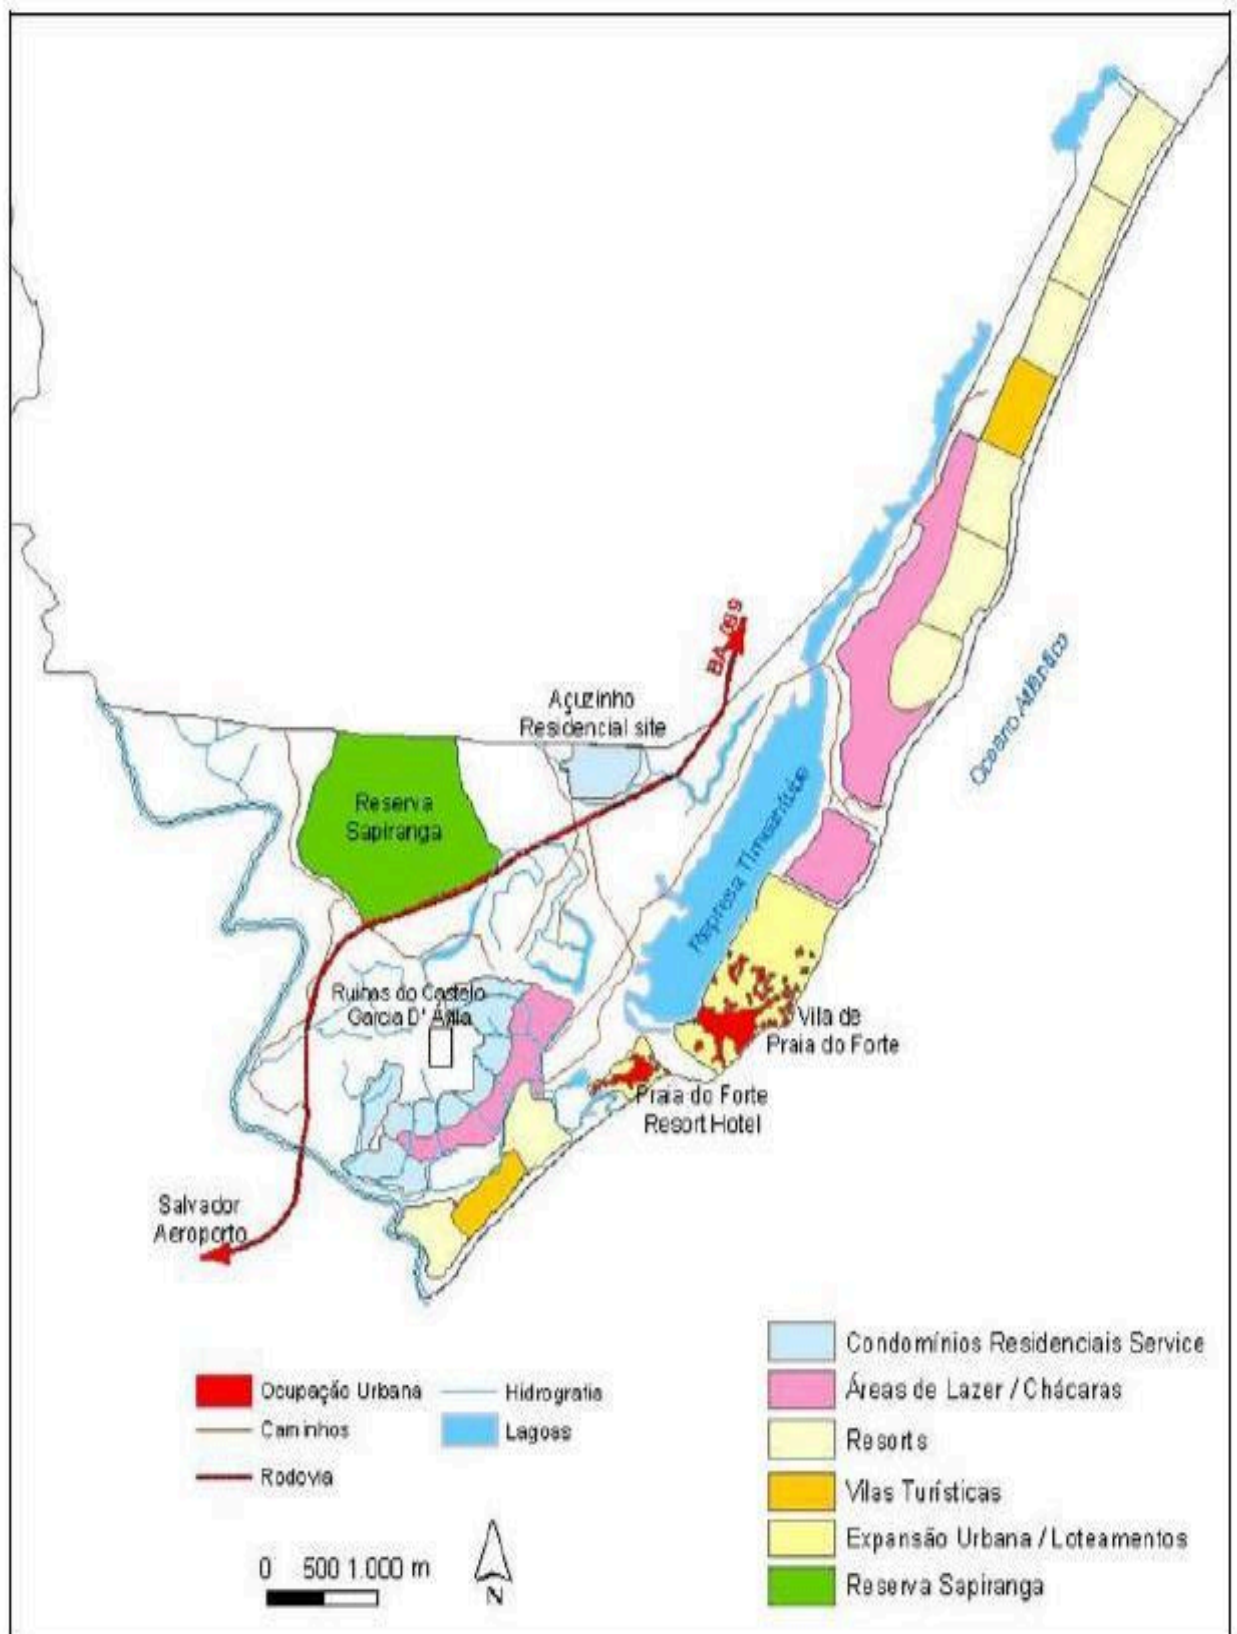 BA 099
Açuzinho
Residencial site
Oceano Atlântico
Reserva
Sapiranga
Represa Timeantube
Ruinas do Castelo
Garcia D' Ávila
Vila de
Praia do Forte
Praia do Forte
Resort Hotel
Salvador
Aeroporto
Ocupação Urbana
Caminhos
Rodovia
Hidrografia
Lagoas
0 500 1.000 m
N
Condomínios Residenciais Service
Áreas de Lazer / Chácaras
Resorts
Vilas Turísticas
Expansão Urbana / Loteamentos
Reserva Sapiranga